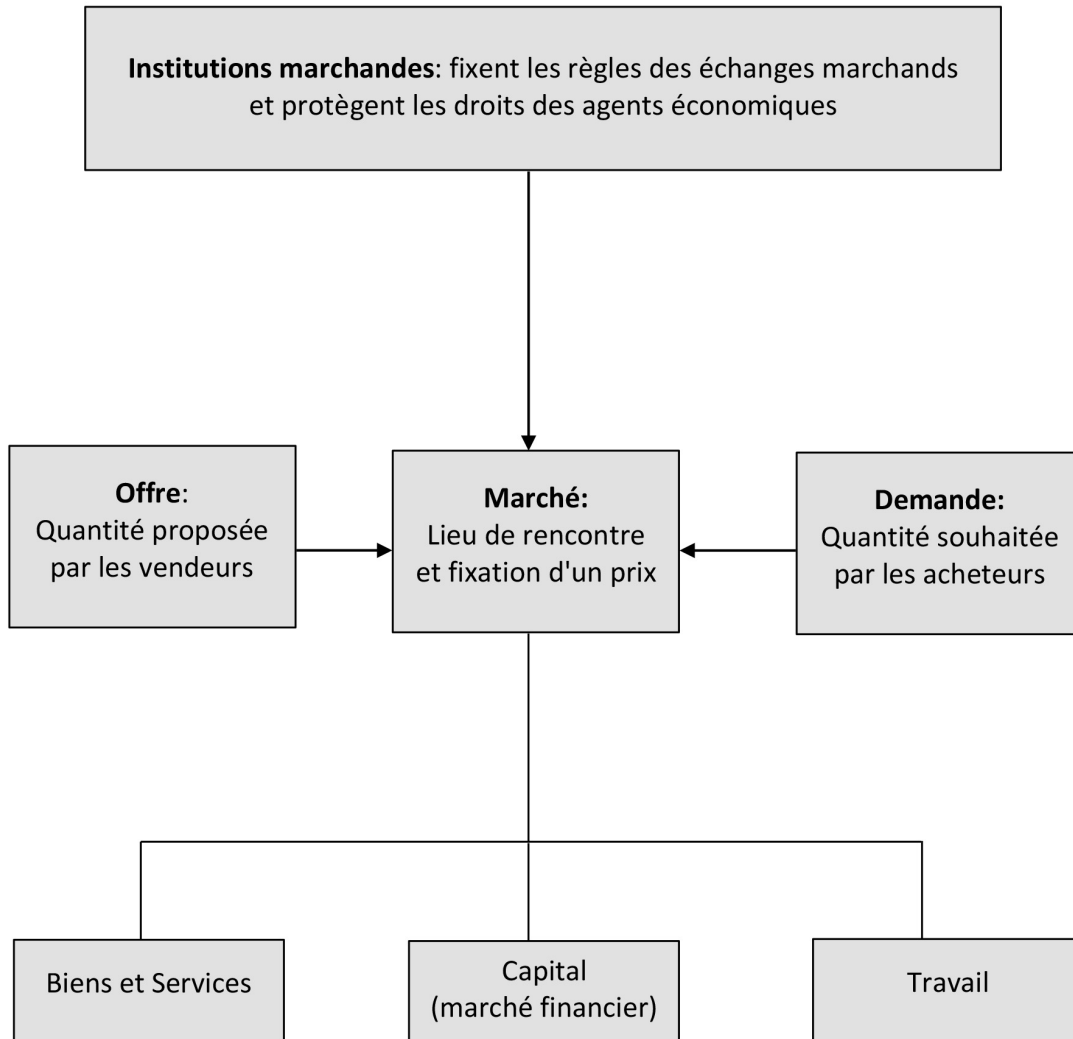 Institutions marchandes: fixent les règles des échanges marchands
et protègent les droits des agents économiques
Offre:
Quantité proposée
par les vendeurs
Marché:
Lieu de rencontre
et fixation d'un prix
Demande:
Quantité souhaitée
par les acheteurs
Biens et Services
Capital
(marché financier)
Travail